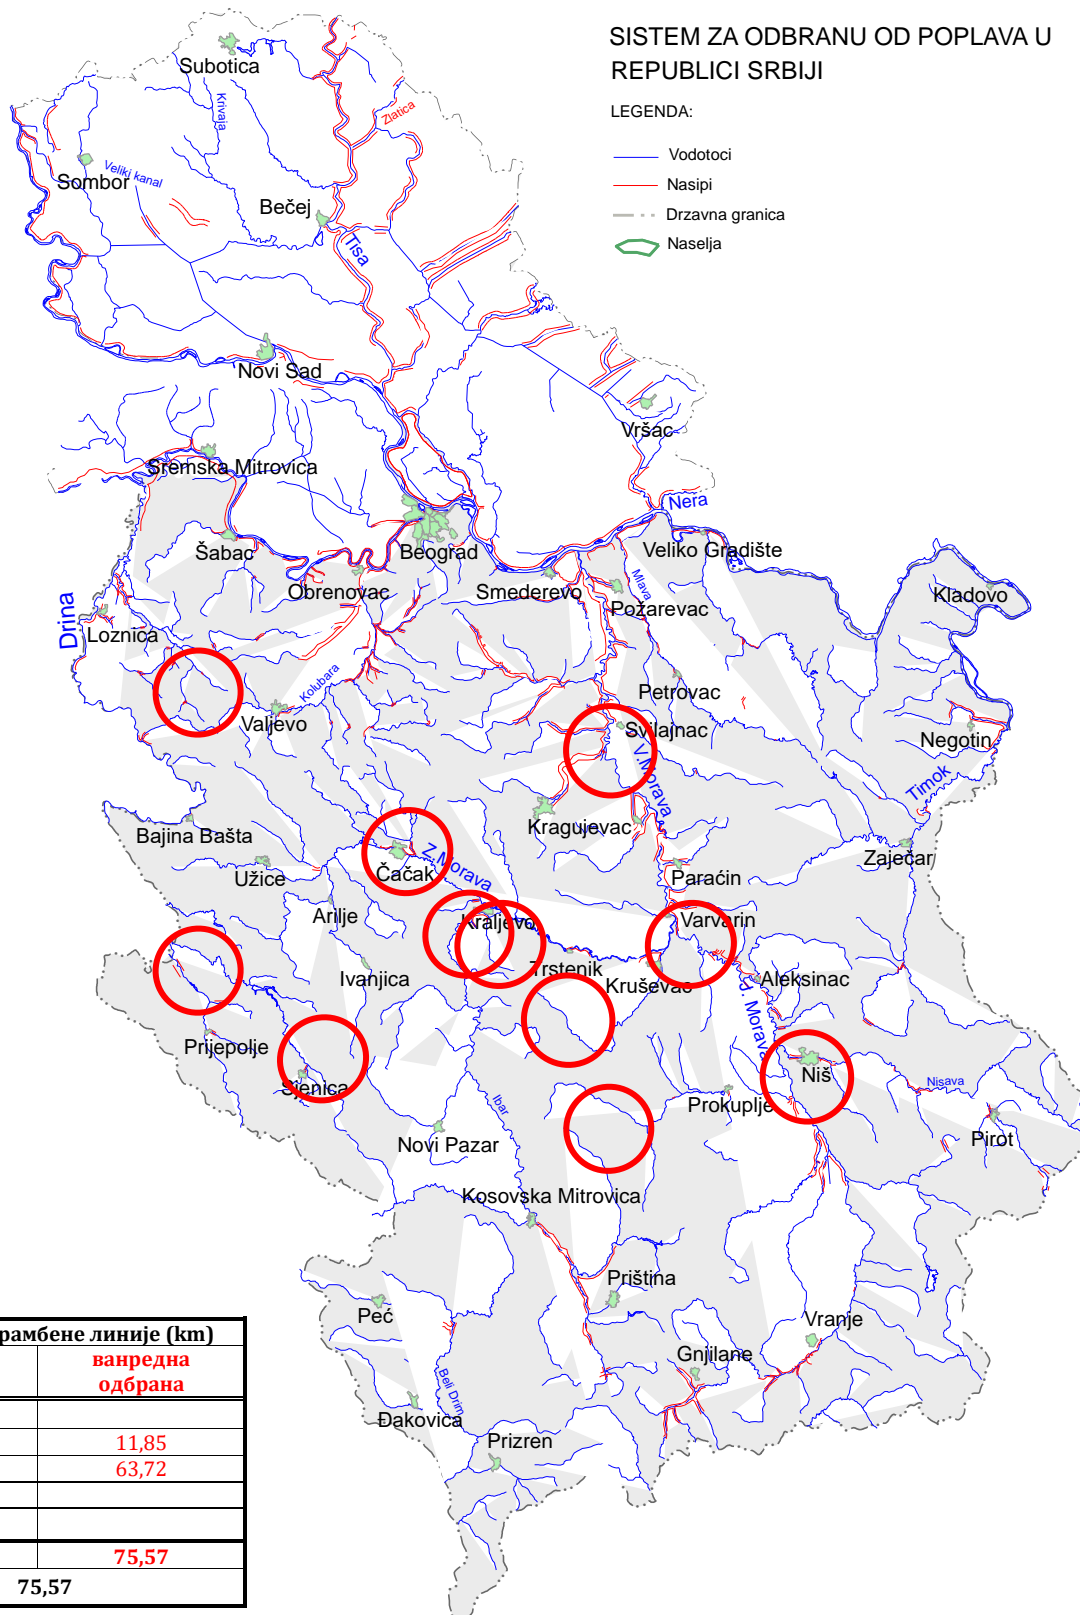 SISTEM ZA ODBRANU OD POPLAVA U
REPUBLICI SRBIJI
LEGENDA:
Vodotoci
Nasipi
Drzavna granica
Naselja
Subotica
Krivaja
Zlatica
Sombor
Veliki kanal
Bečej
Tisa
Novi Sad
Vršac
Sremska Mitrovica
Nera
Šabac
Beograd
Veliko Gradište
Obrenovac
Smederevo
Mlava
Požarevac
Kladovo
Drina
Loznica
Kolubara
Petrovac
Valjevo
Svilajnac
Negotin
V.Morava
Timok
Bajina Bašta
Kragujevac
Zaječar
Užice
Čačak
Z.Morava
Paraćin
Arilje
Kraljevo
Varvarin
Ivanjica
Trstenik
Kruševac
Aleksinac
J. Morava
Prijepolje
Sjenica
Niš
Nisava
Ibar
Prokuplje
Pirot
Novi Pazar
Kosovska Mitrovica
Priština
Peć
Vranje
Gnjilane
Beli Drim
Đakovica
Prizren
рамбене линије (km)
ванредна
одбрана
11,85
63,72
75,57
75,57